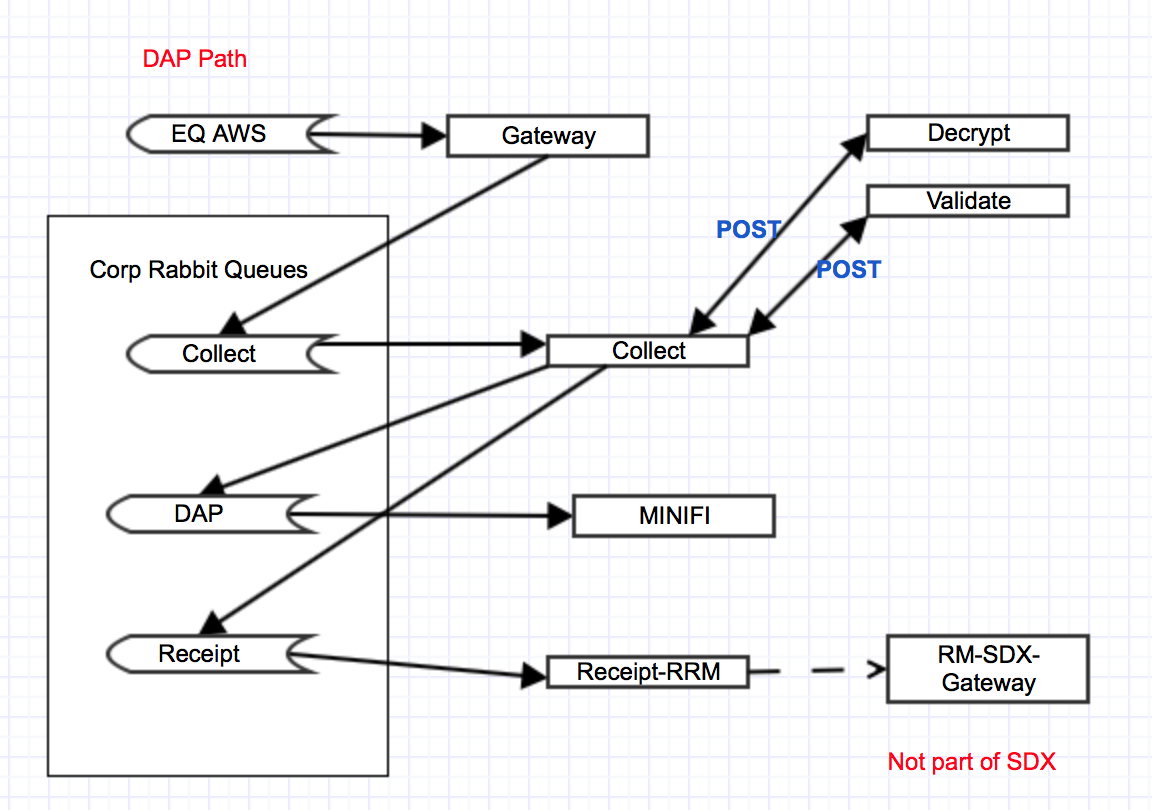 DAP Path
EQ AWS
Gateway
Decrypt
Validate
POST
POST
Corp Rabbit Queues
Collect
Collect
DAP
MINIFI
Receipt
Receipt-RRM
RM-SDX-
Gateway
Not part of SDX